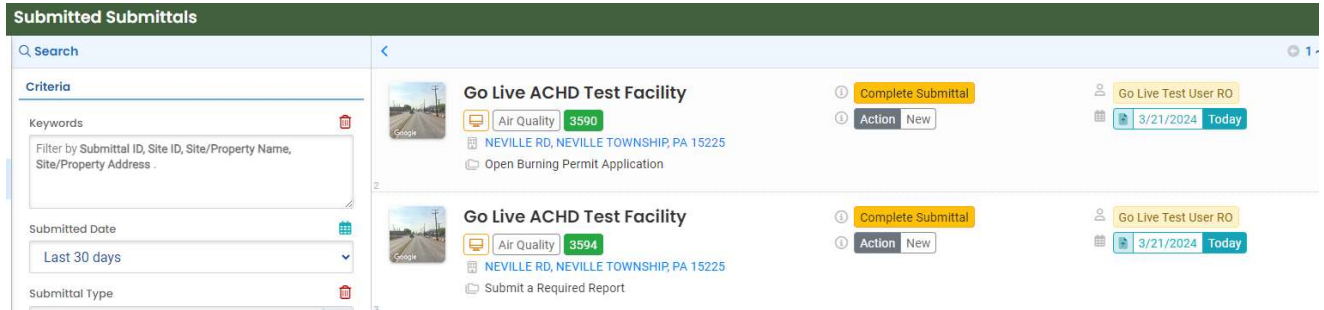 Submitted Submittals
Search
1
Criteria
Keywords
Filter by Submittal ID, Site ID, Site/Property Name,
Site/Property Address .
Submitted Date
Last 30 days
Submittal Type
Go Live ACHD Test Facility
Air Quality 3590
NEVILLE RD, NEVILLE TOWNSHIP, PA 15225
Open Burning Permit Application
2
Complete Submittal
Action New
Go Live Test User RO
3/21/2024 Today
Google
Go Live ACHD Test Facility
Air Quality 3594
NEVILLE RD, NEVILLE TOWNSHIP, PA 15225
Submit a Required Report
3
Complete Submittal
Action New
Go Live Test User RO
3/21/2024 Today
Google